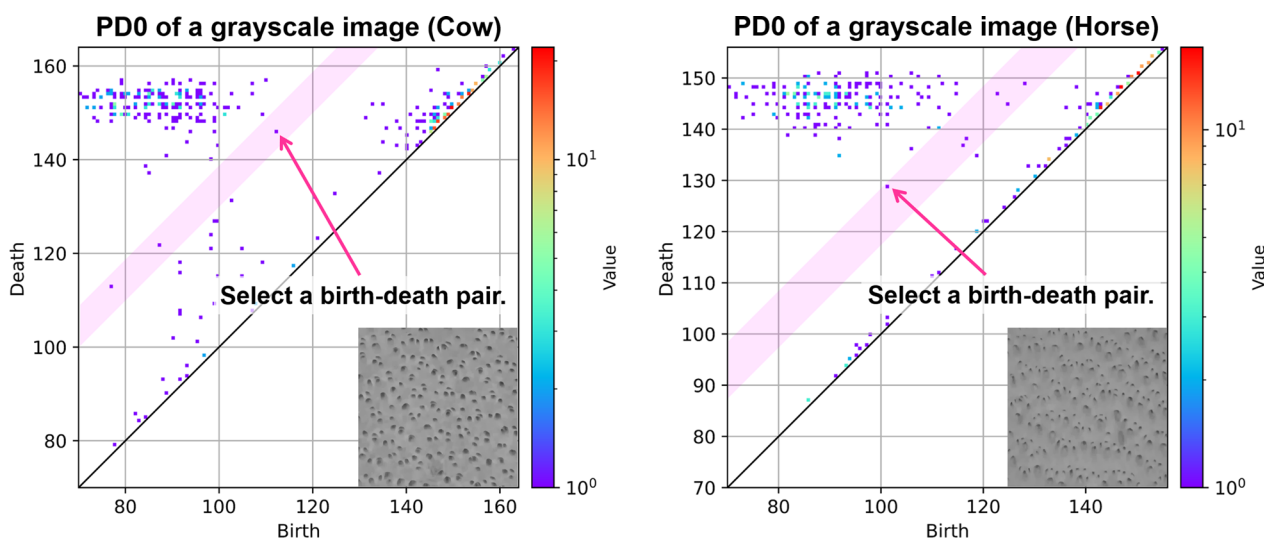 PD0 of a grayscale image (Cow)
160
140
120
100
80
80
100
120
140
160
Death
Birth
Select a birth-death pair.
10¹
10⁰
Value
PD0 of a grayscale image (Horse)
150
140
130
120
110
100
90
80
70
80
100
120
140
Death
Birth
Select a birth-death pair.
10¹
10⁰
Value